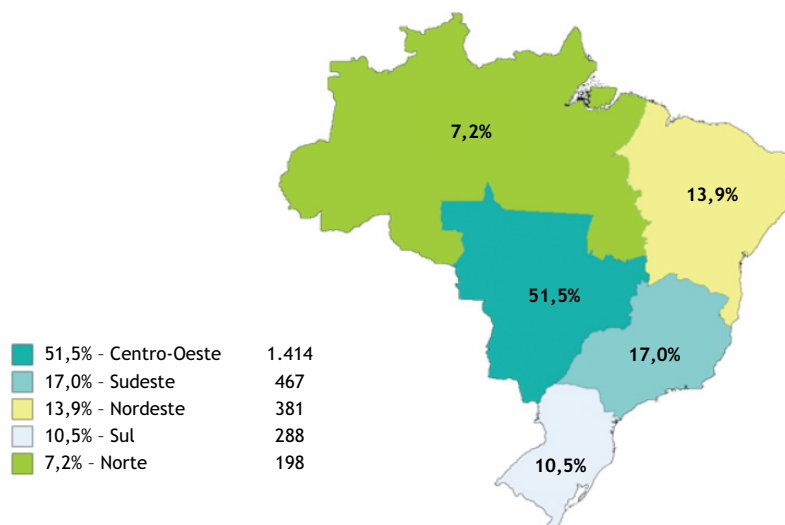 7,2%
13,9%
51,5%
17,0%
10,5%
51,5% – Centro-Oeste 1.414
17,0% – Sudeste 467
13,9% – Nordeste 381
10,5% – Sul 288
7,2% – Norte 198